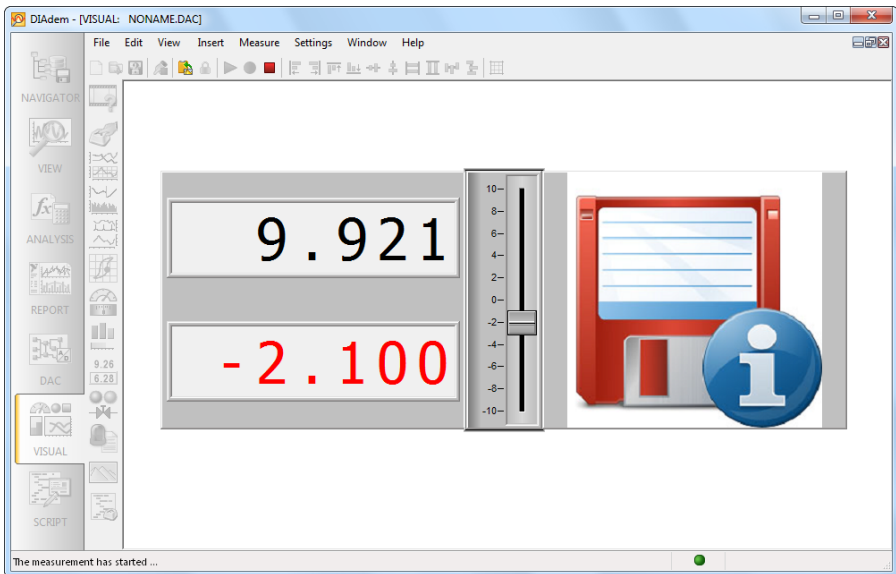 DIAdem - [VISUAL:   NONAME.DAC]
File Edit View Insert Measure Settings Window Help
NAVIGATOR
VIEW
fx
ANALYSIS
REPORT
A/D
DAC
9.26
6.28
VISUAL
SCRIPT
9.921
-2.100
10
8
6
4
2
0
-2
-4
-6
-8
-10
i
The measurement has started ...